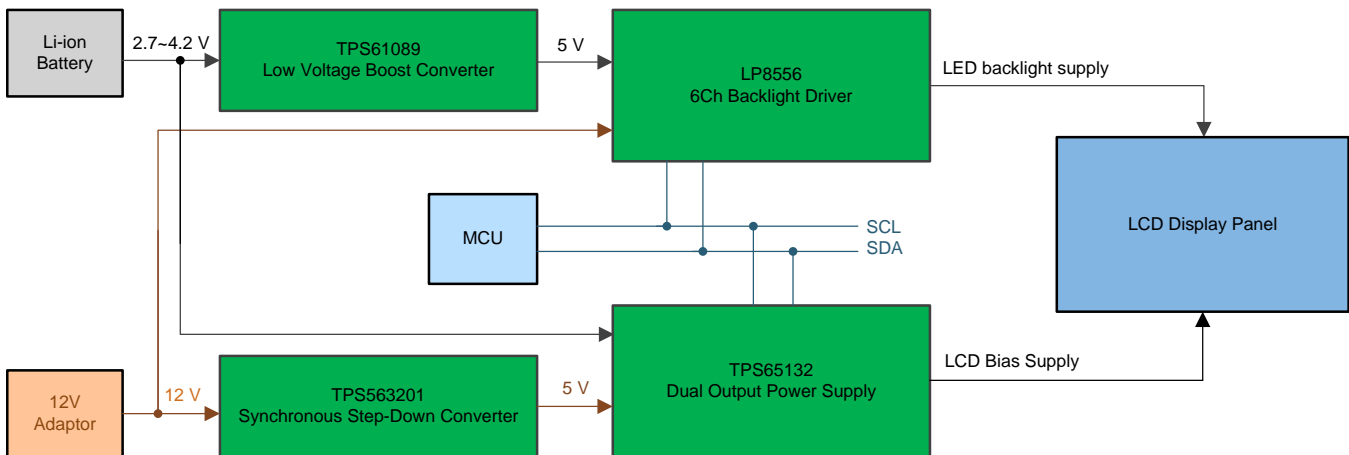 Li-ion
Battery
2.7~4.2 V
TPS61089
Low Voltage Boost Converter
5 V
LP8556
6Ch Backlight Driver
LED backlight supply
MCU
SCL
SDA
LCD Display Panel
12V
Adaptor
12 V
TPS563201
Synchronous Step-Down Converter
5 V
TPS65132
Dual Output Power Supply
LCD Bias Supply